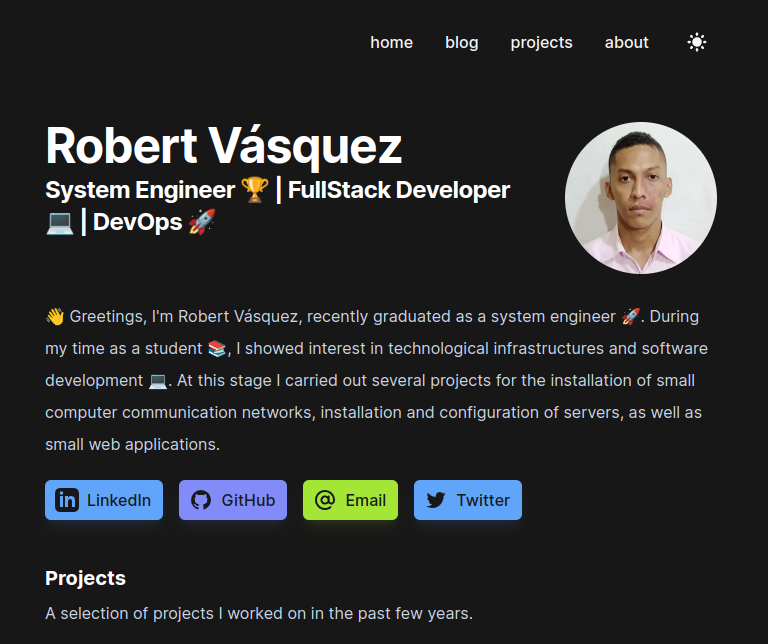 home blog projects about
Robert Vásquez
System Engineer 🏆 | FullStack Developer
💻 | DevOps 🚀
👋 Greetings, I'm Robert Vásquez, recently graduated as a system engineer 🚀. During
my time as a student 📚, I showed interest in technological infrastructures and software
development 💻. At this stage I carried out several projects for the installation of small
computer communication networks, installation and configuration of servers, as well as
small web applications.
LinkedIn GitHub Email Twitter
Projects
A selection of projects I worked on in the past few years.